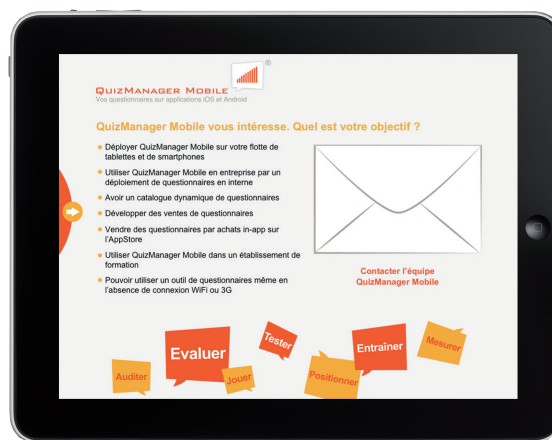 ®
QUIZMANAGER MOBILE
Vos questionnaires sur applications iOS et Android
QuizManager Mobile vous intéresse. Quel est votre objectif ?
Déployer QuizManager Mobile sur votre flotte de
tablettes et de smartphones
Utiliser QuizManager Mobile en entreprise par un
déploiement de questionnaires en interne
Avoir un catalogue dynamique de questionnaires
Développer des ventes de questionnaires
Vendre des questionnaires par achats in-app sur
l'AppStore
Utiliser QuizManager Mobile dans un établissement de
formation
Pouvoir utiliser un outil de questionnaires même en
l'absence de connexion WiFi ou 3G
Contacter l'équipe
QuizManager Mobile
Auditer
Evaluer
Jouer
Tester
Positionner
Entraîner
Mesurer